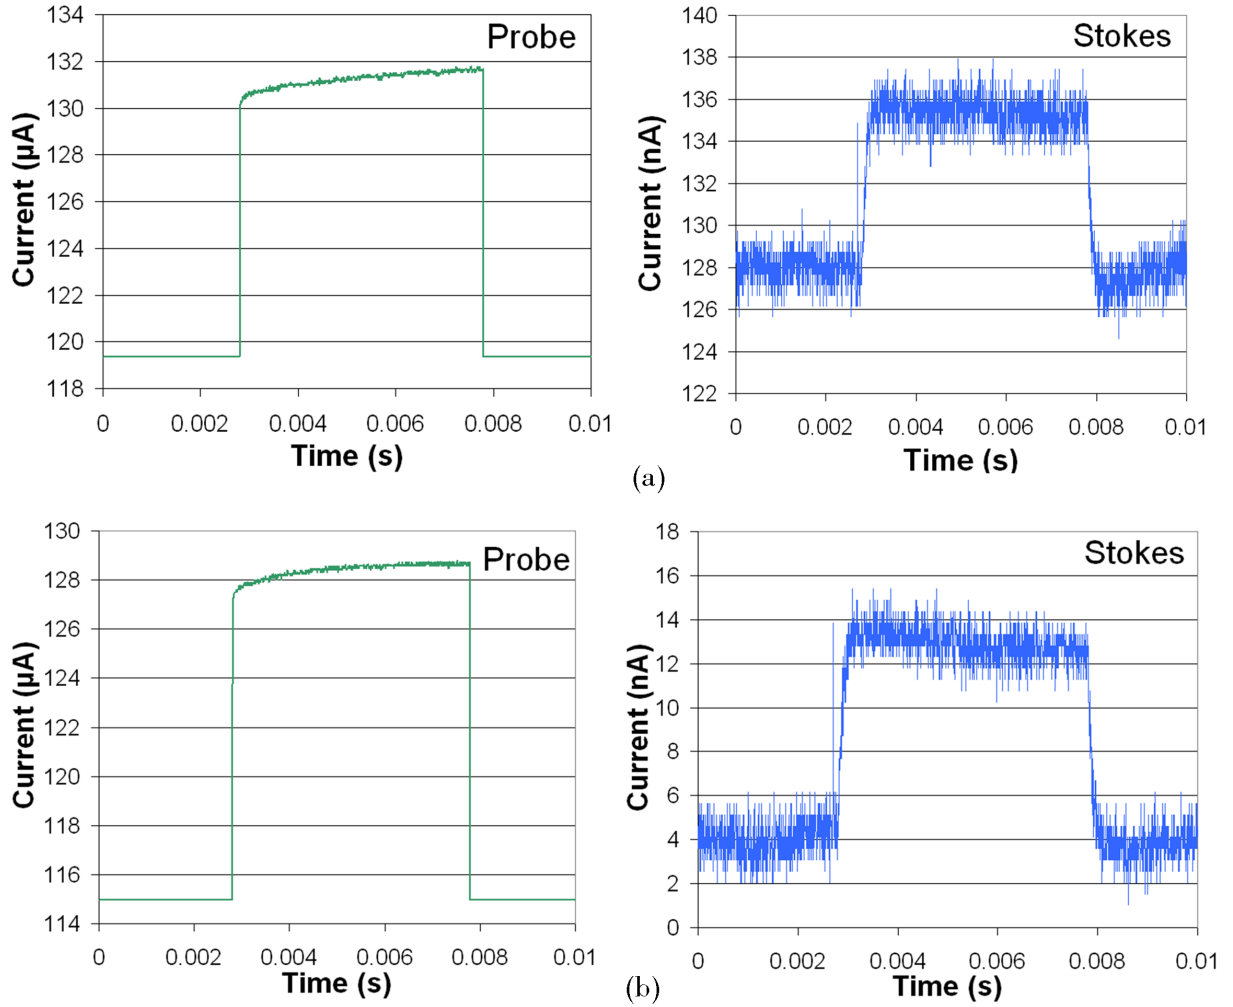 Probe
Current (μA)
134
132
130
128
126
124
122
120
118
0 0.002 0.004 0.006 0.008 0.01
Time (s)
Stokes
Current (nA)
140
138
136
134
132
130
128
126
124
122
0 0.002 0.004 0.006 0.008 0.01
Time (s)
(a)
Probe
Current (μA)
130
128
126
124
122
120
118
116
114
0 0.002 0.004 0.006 0.008 0.01
Time (s)
Stokes
Current (nA)
18
16
14
12
10
8
6
4
2
0
0 0.002 0.004 0.006 0.008 0.01
Time (s)
(b)